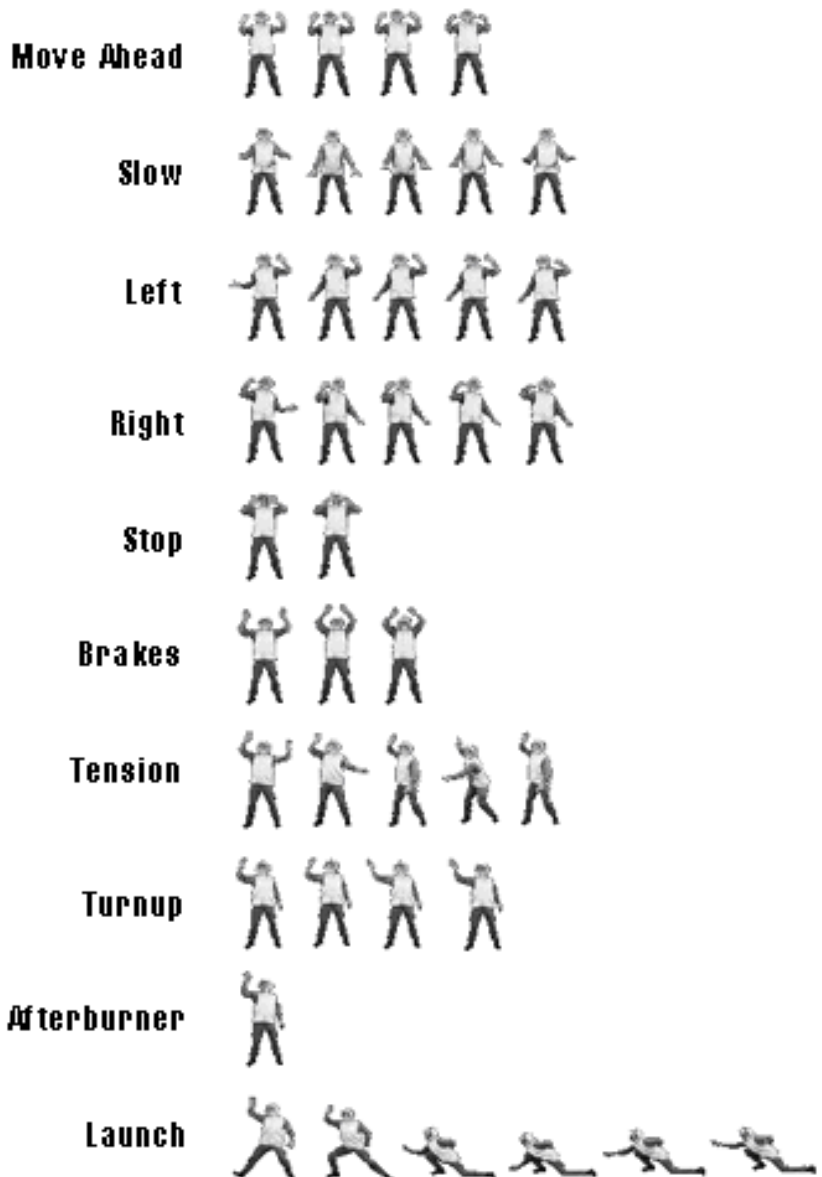 Move Ahead
Slow
Left
Right
Stop
Brakes
Tension
Turnup
Afterburner
Launch